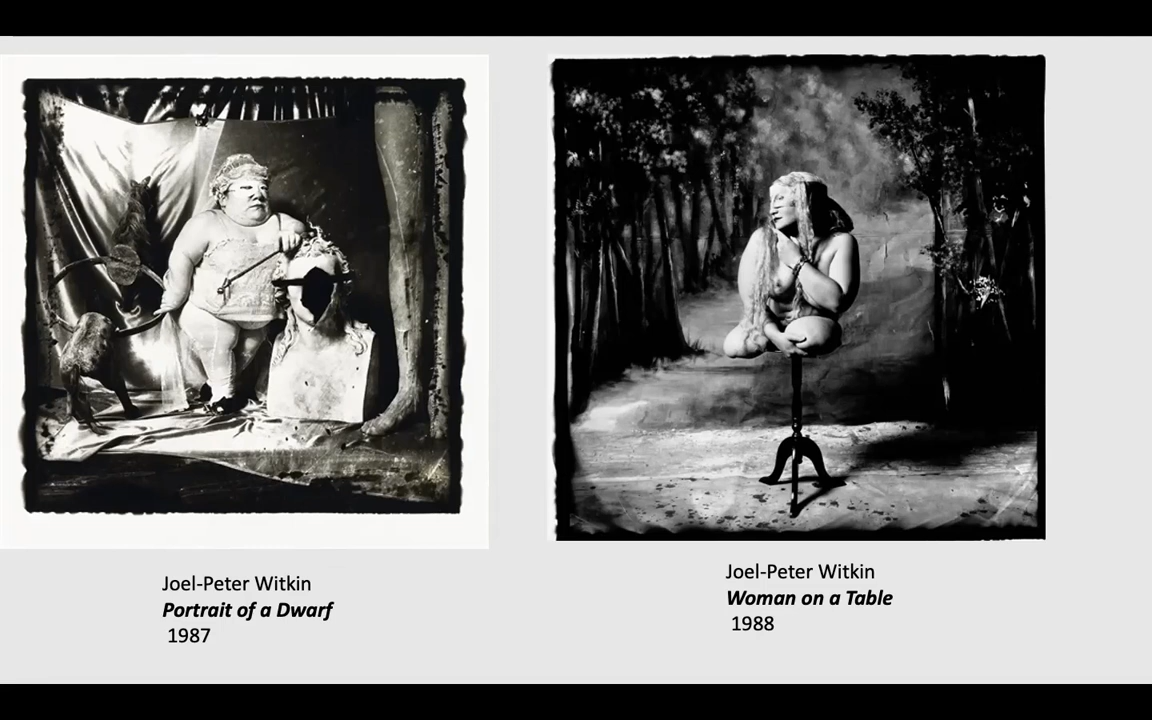 Joel-Peter Witkin
Portrait of a Dwarf
1987
Joel-Peter Witkin
Woman on a Table
1988